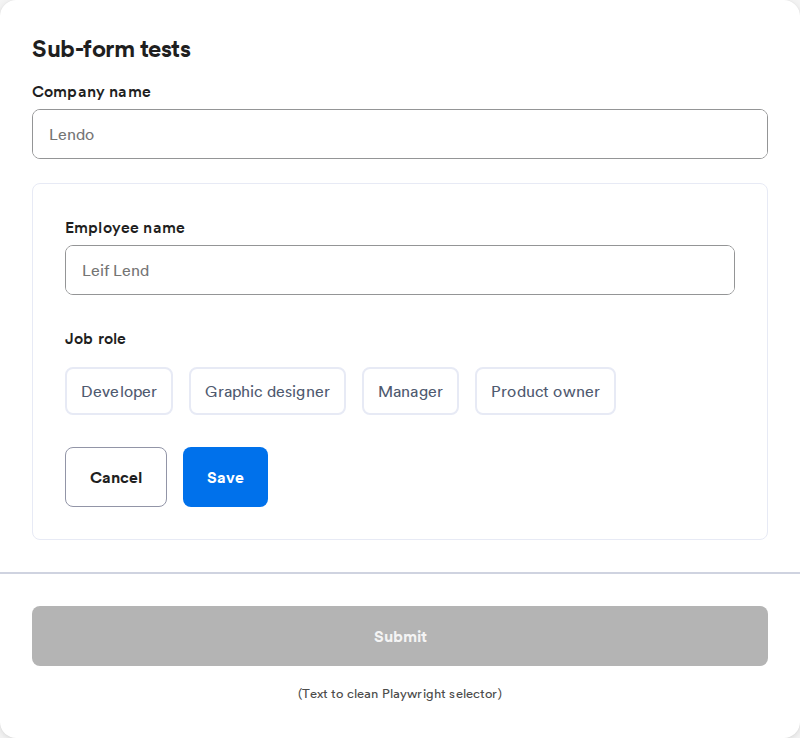 Sub-form tests
Company name
Lendo
Employee name
Leif Lend
Job role
Developer Graphic designer Manager Product owner
Cancel Save
Submit
(Text to clean Playwright selector)